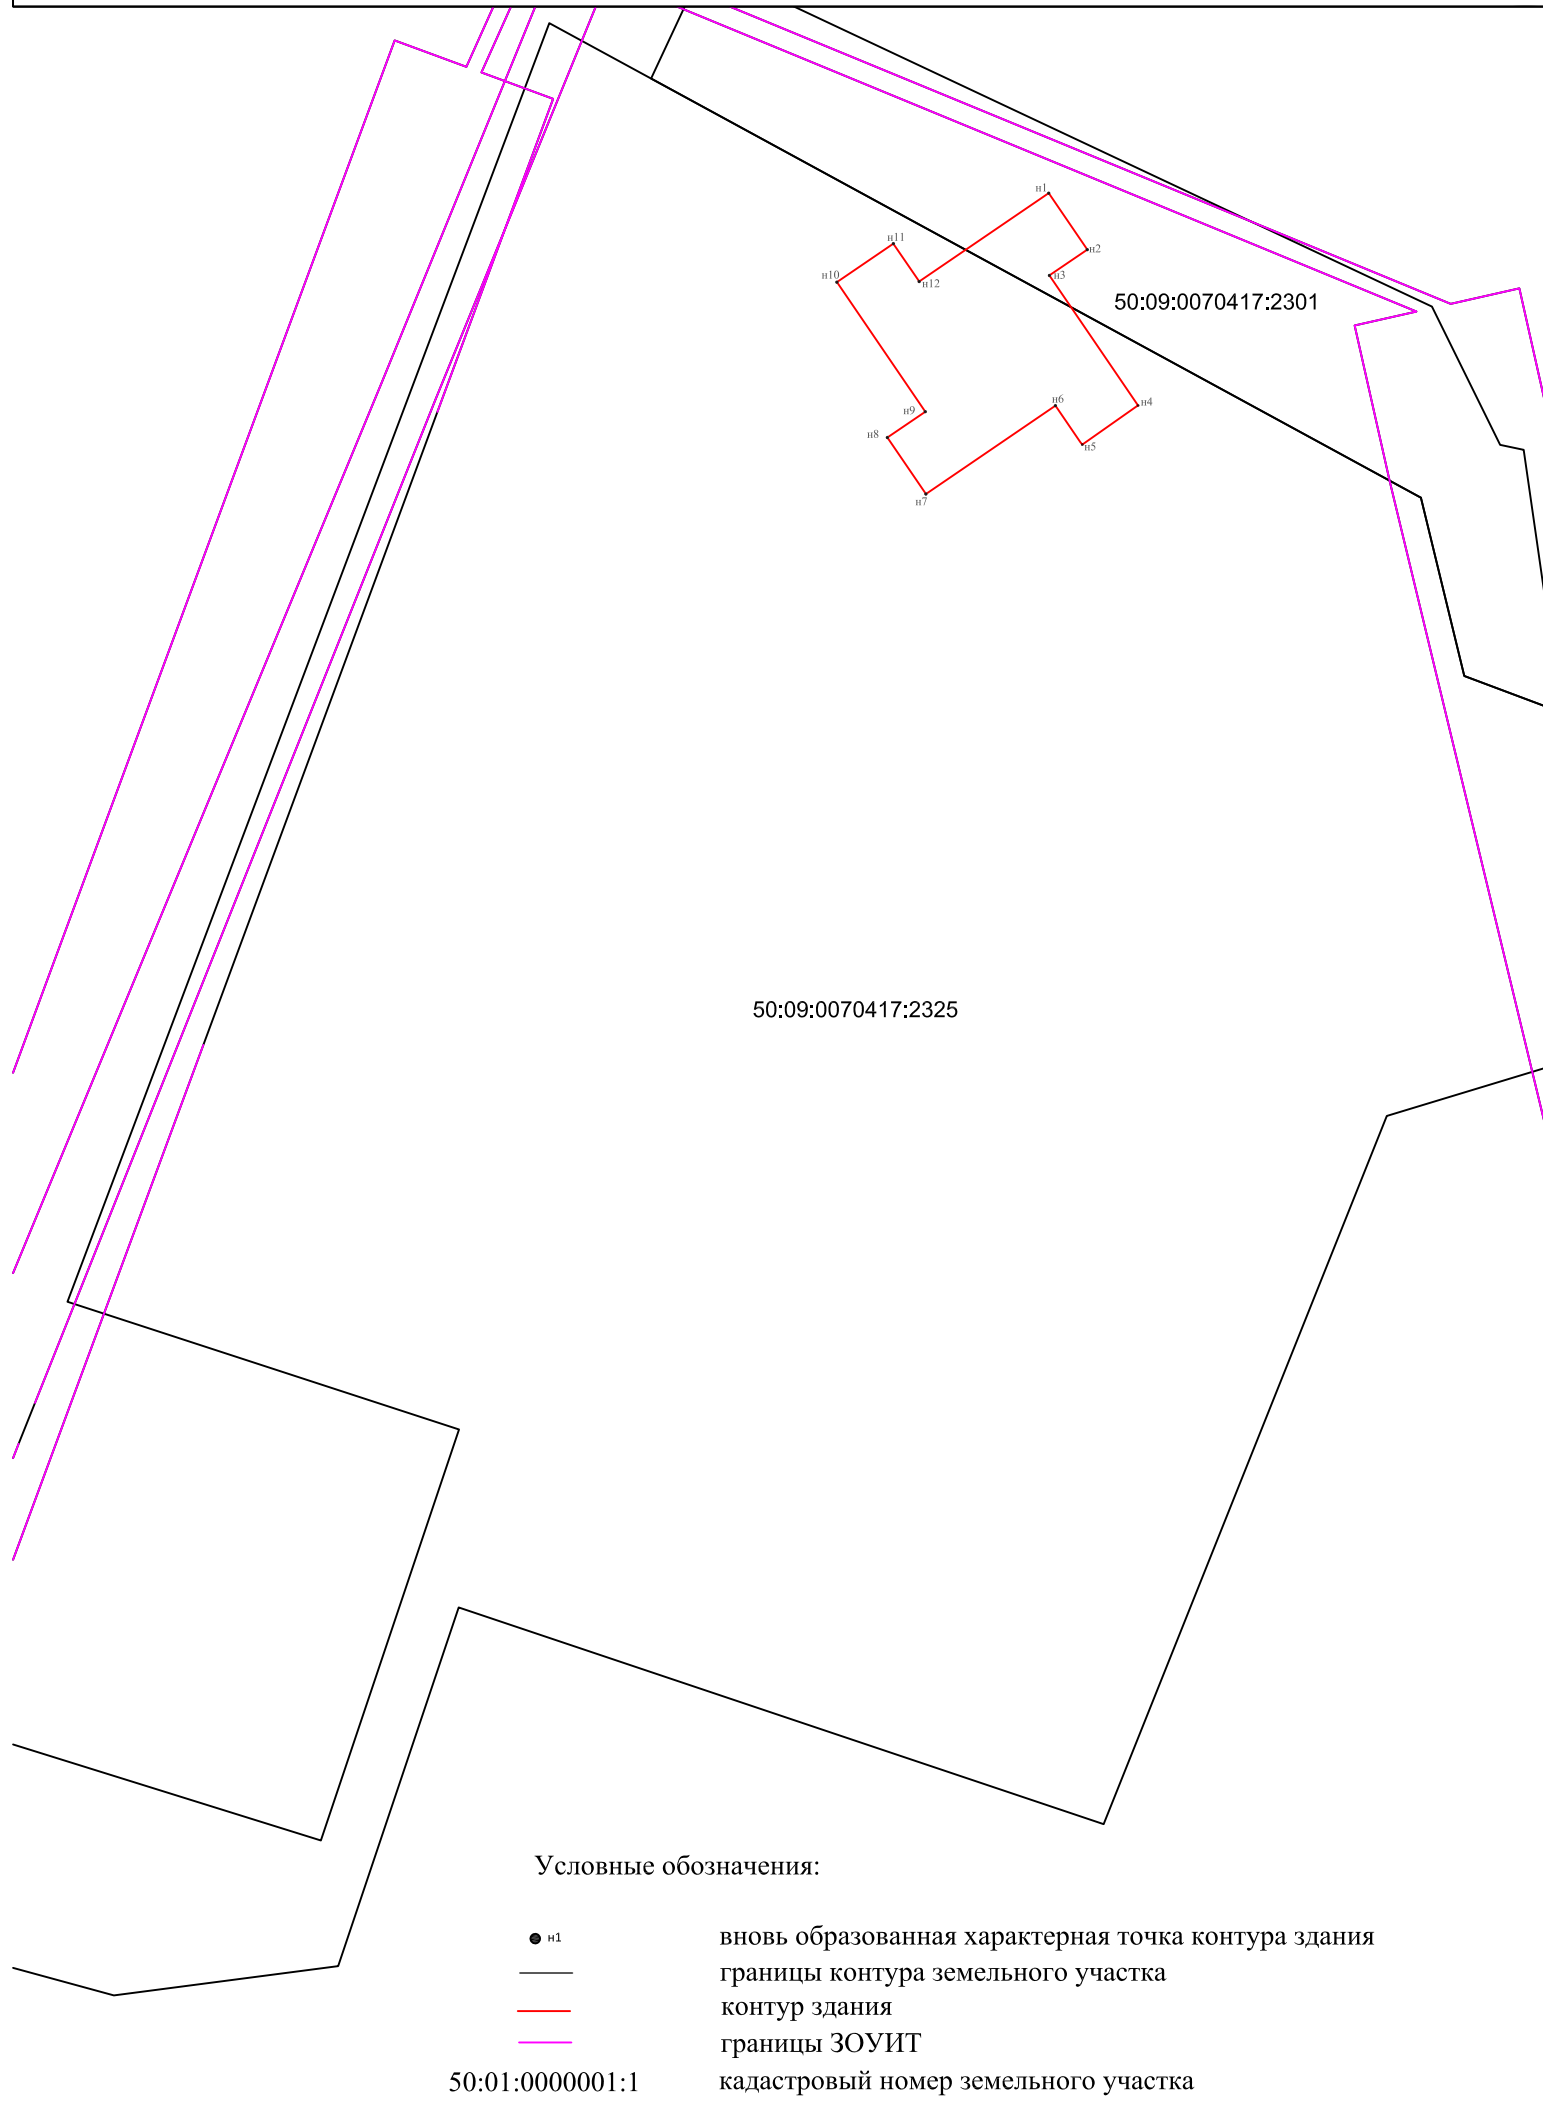 н1
н2
н11
н3
н10
н12
50:09:0070417:2301
н6
н4
н9
н8
н5
н7
50:09:0070417:2325
Условные обозначения:
н1 вновь образованная характерная точка контура здания
границы контура земельного участка
контур здания
границы ЗОУИТ
50:01:0000001:1 кадастровый номер земельного участка